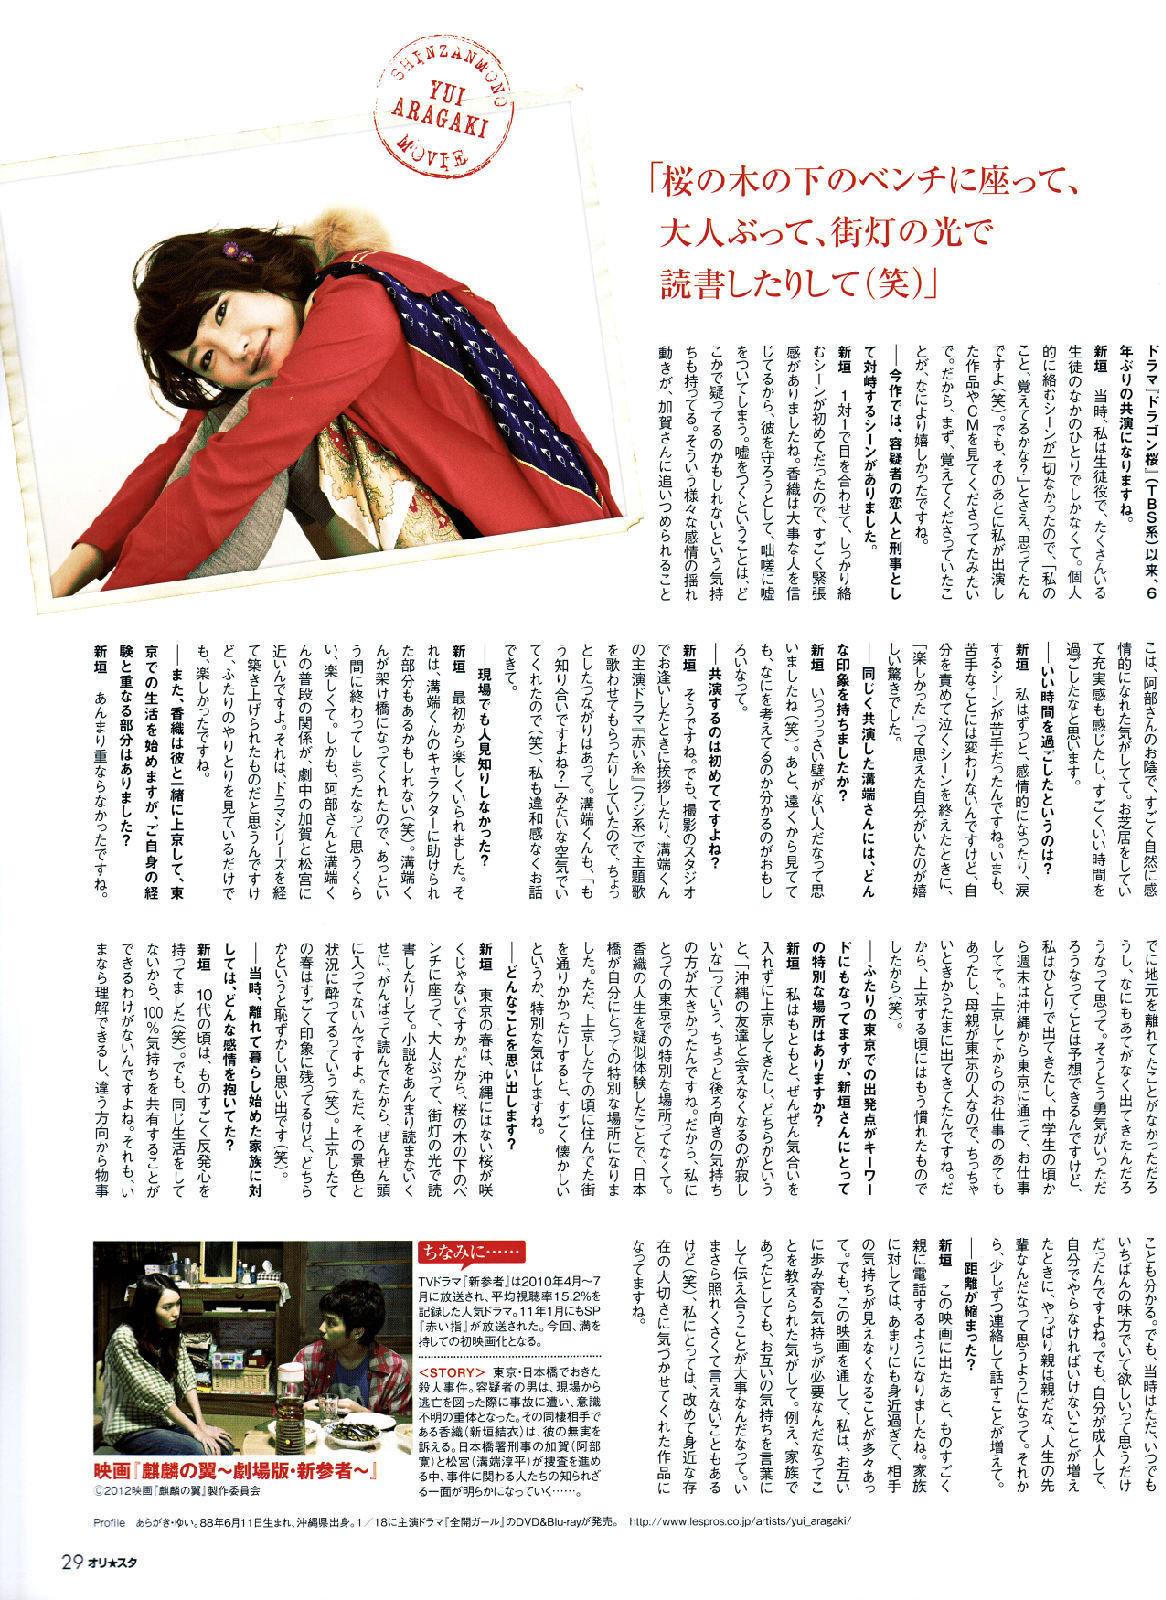 SHINZANMONO
YUI
ARAGAKI
MOVIE
「桜の木の下のベンチに座って、
大人ぶって、街灯の光で
読書したりして(笑)」
ドラマ『ドラゴン桜』(TBS系)以来、6
年ぶりの共演になりますね。
新垣　当時、私は生徒役で、たくさんいる
生徒のなかのひとりでしかなくて。個人
的に絡むシーンが一切なかったので、「私の
こと、覚えてるかな?」とさえ、思ってたん
ですよ(笑)。でも、そのあとに私が出演し
た作品やCMを見てくださってたみたい
で。だから、まず、覚えてくださっていたこ
とが、なにより嬉しかったですね。
――今作では、容疑者の恋人と刑事とし
て対峙するシーンがありました。
新垣　1対1で目を合わせて、しっかり絡
むシーンが初めてだったので、すごく緊張
感がありましたね。香織は大事な人を信
じてるから、彼を守ろうとして、咄嗟に嘘
をついてしまう。嘘をつくということは、ど
こかで疑ってるのかもしれないという気持
ちも持ってる。そういう様々な感情の揺れ
動きが、加賀さんに追いつめられること
こは、阿部さんのお陰で、すごく自然に感
情的になれた気がしてて。お芝居をしてい
て充実感も感じたし、すごくいい時間を
過ごしたなと思います。
――いい時間を過ごしたというのは?
新垣　私はずっと、感情的になったり、涙
するシーンが苦手だったんですね。いまも、
苦手なことには変わりないんですけど、自
分を責めて泣くシーンを終えたときに、
「楽しかった」って思えた自分がいたのが嬉
しい驚きでした。
――同じく共演した溝端さんには、どん
な印象を持ちましたか?
新垣　いっっっさい壁がない人だなって思
いましたね(笑)。あと、遠くから見てて
も、なにを考えてるのか分かるのがおもし
ろいなって。
――共演するのは初めてですよね?
新垣　そうですね。でも、撮影のスタジオ
でお逢いしたときに挨拶したり、溝端くん
の主演ドラマ『赤い糸』(フジ系)で主題歌
を歌わせてもらったりしていたので、ちょっ
としたつながりはあって。溝端くんも、「も
う知り合いですよね?」みたいな空気でい
てくれたので(笑)、私も違和感なくお話
できて。
――現場でも人見知りしなかった?
新垣　最初から楽しくいられました。そ
れは、溝端くんのキャラクターに助けられ
た部分もあるかもしれない(笑)。溝端く
んが架け橋になってくれたので、あっとい
う間に終わってしまったなって思うくら
い、楽しくて。しかも、阿部さんと溝端く
んの普段の関係が、劇中の加賀と松宮に
近いんですよ。それは、ドラマシリーズを経
て築き上げられたものだと思うんですけ
ど、ふたりのやりとりを見ているだけで
も、楽しかったですね。
――また、香織は彼と一緒に上京して、東
京での生活を始めますが、ご自身の経
験と重なる部分はありました?
新垣　あんまり重ならなかったですね。
でに地元を離れてたことがなかっただろ
うし、なにもあてがなく出てきたんだろ
うなって思って。そうとう勇気がいっただ
ろうなってことは予想できるんですけど、
私はひとりで出てきたし、中学生の頃か
ら週末は沖縄から東京に通って、お仕事
してて。上京してからのお仕事のあても
あったし、母親が東京の人なので、ちっちゃ
いときからたまに出てきてたんですね。だ
から、上京する頃にはもう慣れたもので
したから(笑)。
――ふたりの東京での出発点がキーワー
ドにもなってますが、新垣さんにとって
の特別な場所はありますか?
新垣　私はもともと、ぜんぜん気合いを
入れずに上京してきたし、どちらかという
と、「沖縄の友達と会えなくなるのが寂し
いな」っていう、ちょっと後ろ向きの気持ち
の方が大きかったんですね。だから、私に
とっての東京での特別な場所ってなくて。
香織の人生を疑似体験したことで、日本
橋が自分にとっての特別な場所になりま
した。ただ、上京したての頃に住んでた街
を通りかかったりすると、すごく懐かしい
というか、特別な気はしますね。
――どんなことを思い出します?
新垣　東京の春は、沖縄にはない桜が咲
くじゃないですか。だから、桜の木の下のベ
ンチに座って、大人ぶって、街灯の光で読
書したりして。小説をあんまり読まないく
せに、がんばって読んでたから、ぜんぜん頭
に入ってないんですよ。ただ、その景色と
状況に酔ってるっていう(笑)。上京したて
の春はすごく印象に残ってるけど、どちら
かというと恥ずかしい思い出です(笑)。
――当時、離れて暮らし始めた家族に対
しては、どんな感情を抱いてた?
新垣　10代の頃は、ものすごく反発心を
持ってました(笑)。でも、同じ生活をして
ないから、100%気持ちを共有することが
できるわけがないんですよね。それも、い
まなら理解できるし、違う方向から物事
ことも分かる。でも、当時はただ、いつでも
いちばんの味方でいて欲しいって思うだけ
だったんですよね。でも、自分が成人して、
自分でやらなければいけないことが増え
たときに、やっぱり親は親だな、人生の先
輩なんだなって思うようになって。それか
ら、少しずつ連絡して話すことが増えて。
――距離が縮まった?
新垣　この映画に出たあと、ものすごく
親に電話するようになりましたね。家族
に対しては、あまりにも身近過ぎて、相手
の気持ちが見えなくなることが多々あっ
て。でも、この映画を通して、私は、お互い
に歩み寄る気持ちが必要なんだなってこ
とを教えられた気がして。例え、家族で
あったとしても、お互いの気持ちを言葉に
して伝え合うことが大事なんだなって。い
まさら照れくさくて言えないこともある
けど(笑)、私にとっては、改めて身近な存
在の人の大切さに気づかせてくれた作品に
なってますね。
ちなみに……
TVドラマ『新参者』は2010年4月〜7
月に放送され、平均視聴率15.2%を
記録した人気ドラマ。11年1月にもSP
『赤い指』が放送された。今回、満を
持しての初映画化となる。
<STORY> 東京・日本橋でおきた
殺人事件。容疑者の男は、現場から
逃亡を図った際に事故に遭い、意識
不明の重体となった。その同棲相手で
ある香織(新垣結衣)は、彼の無実を
訴える。日本橋署刑事の加賀(阿部
寛)と松宮(溝端淳平)が捜査を進め
る中、事件に関わる人たちの知られざ
る一面が明らかになっていく……。
映画『麒麟の翼〜劇場版・新参者〜』
©2012映画『麒麟の翼』製作委員会
Profile　あらがき・ゆい。88年6月11日生まれ、沖縄県出身。1/18に主演ドラマ『全開ガール』のDVD&Blu-rayが発売。 http://www.lespros.co.jp/artists/yui_aragaki/
29 オリ★スタ